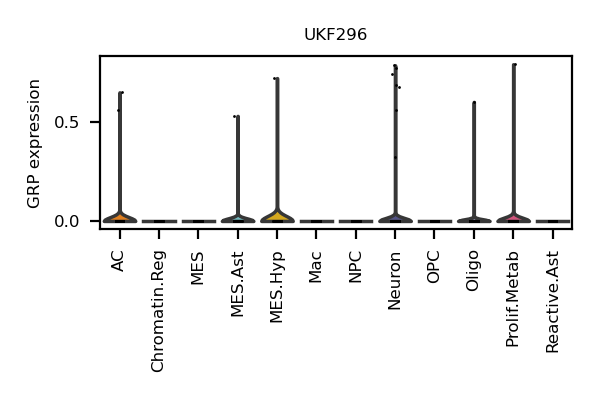 UKF296
GRP expression
0.5
0.0
AC
Chromatin.Reg
MES
MES.Ast
MES.Hyp
Mac
NPC
Neuron
OPC
Oligo
Prolif.Metab
Reactive.Ast